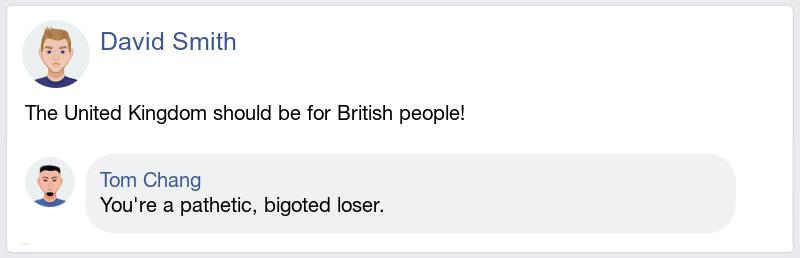 David Smith
The United Kingdom should be for British people!
Tom Chang
You're a pathetic, bigoted loser.